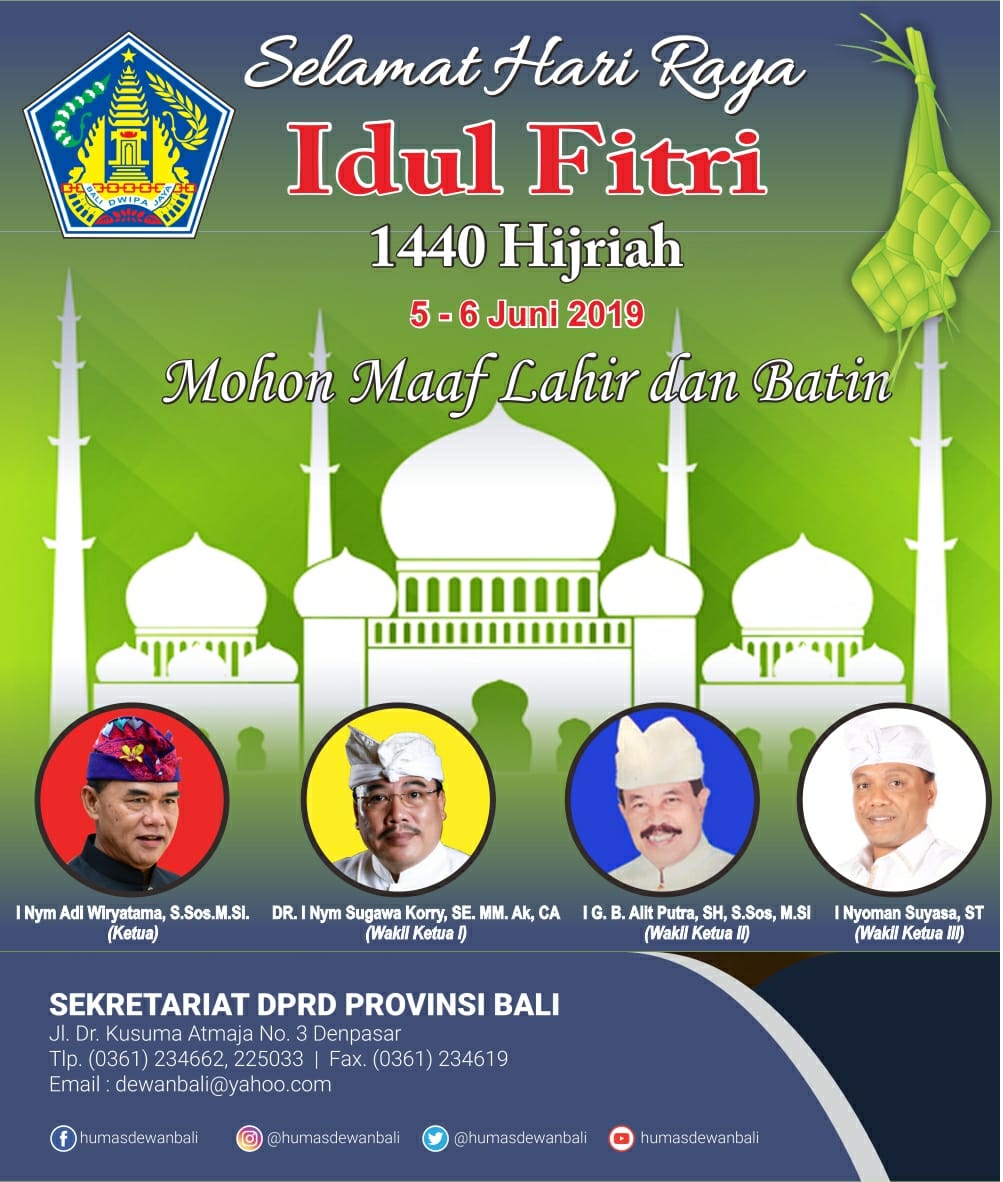 Selamat Hari Raya
Idul Fitri
1440 Hijriah
5 - 6 Juni 2019
Mohon Maaf Lahir dan Batin
BALI DWIPA JAYA
I Nym Adi Wiryatama, S.Sos.M.Si.
(Ketua)
DR. I Nym Sugawa Korry, SE. MM. Ak, CA
(Wakil Ketua I)
I G. B. Alit Putra, SH, S.Sos, M.Si
(Wakil Ketua II)
I Nyoman Suyasa, ST
(Wakil Ketua III)
SEKRETARIAT DPRD PROVINSI BALI
Jl. Dr. Kusuma Atmaja No. 3 Denpasar
Tlp. (0361) 234662, 225033 | Fax. (0361) 234619
Email : dewanbali@yahoo.com
humasdewanbali @humasdewanbali @humasdewanbali humasdewanbali